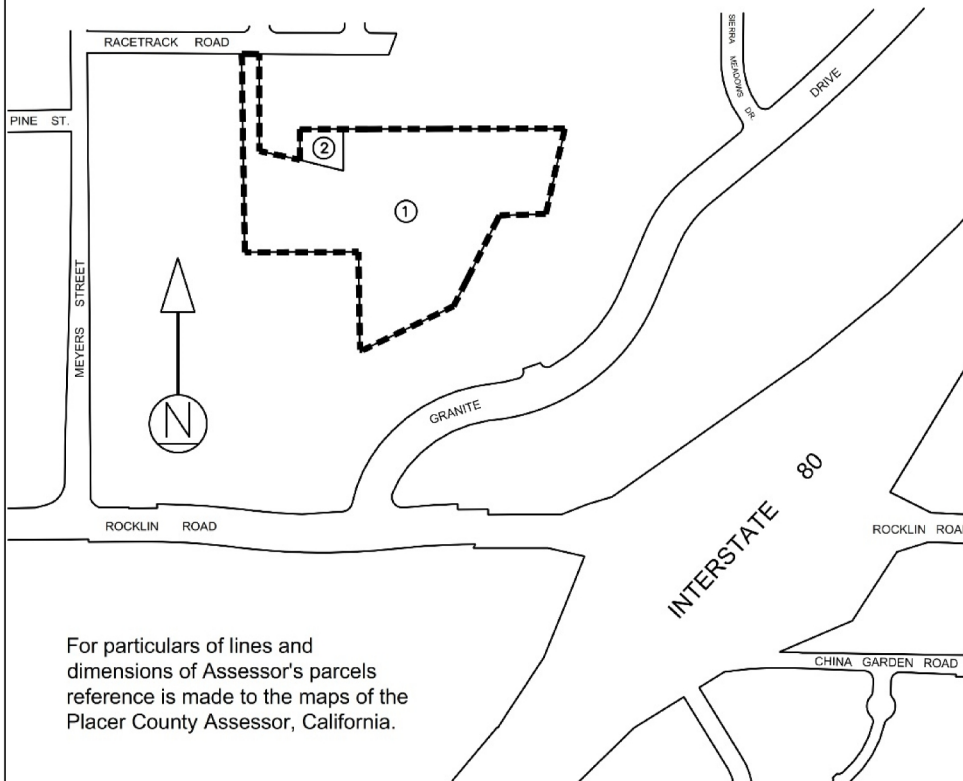 RACETRACK ROAD
SIERRA MEADOWS DR.
DRIVE
PINE ST.
2
1
MEYERS STREET
N
GRANITE
INTERSTATE 80
ROCKLIN ROAD
ROCKLIN ROA
CHINA GARDEN ROAD
For particulars of lines and
dimensions of Assessor's parcels
reference is made to the maps of the
Placer County Assessor, California.